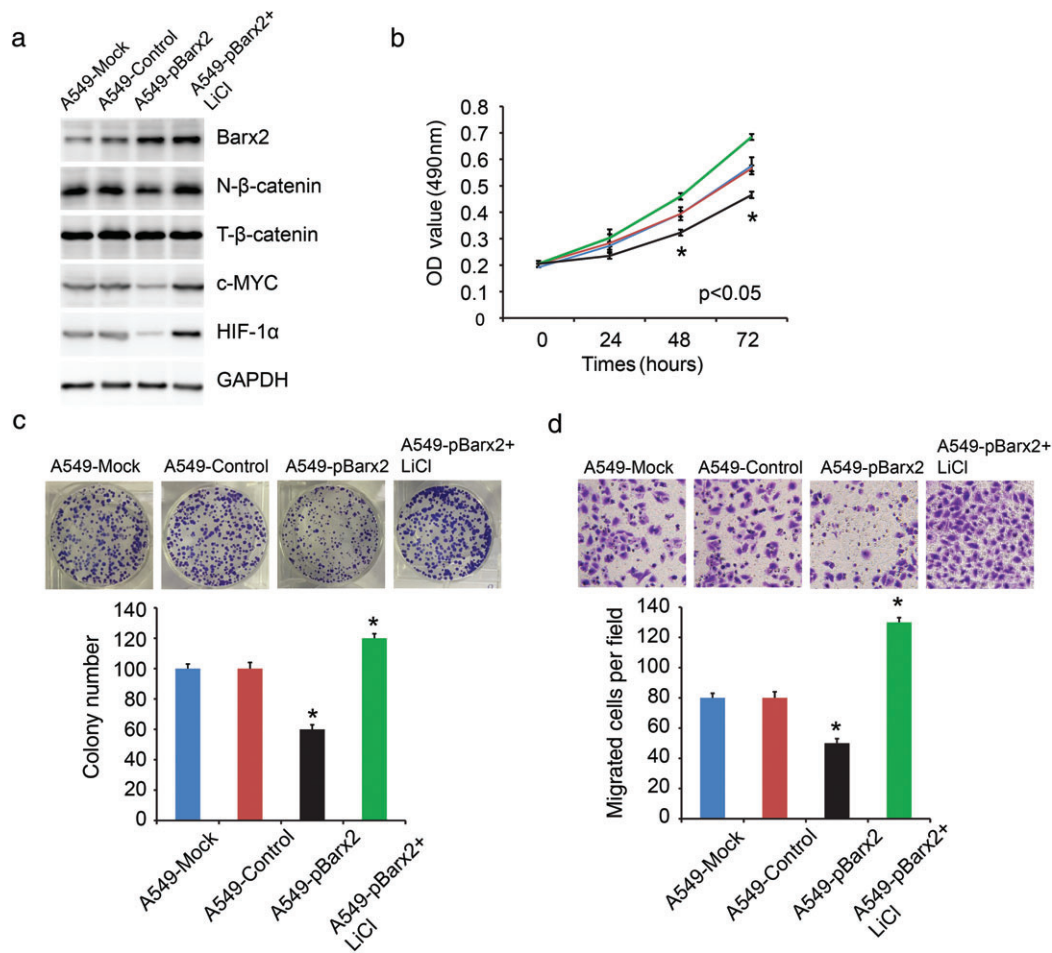 a
A549-Mock
A549-Control
A549-pBarx2
A549-pBarx2+
LiCl
Barx2
N-β-catenin
T-β-catenin
c-MYC
HIF-1α
GAPDH
b
OD value (490nm)
0.8
0.7
0.6
0.5
0.4
0.3
0.2
0.1
0
*
*
p<0.05
0
24
48
72
Times (hours)
c
A549-Mock
A549-Control
A549-pBarx2
A549-pBarx2+
LiCl
Colony number
140
120
100
80
60
40
20
0
*
*
A549-Mock
A549-Control
A549-pBarx2
A549-pBarx2+
LiCl
d
A549-Mock
A549-Control
A549-pBarx2
A549-pBarx2+
LiCl
Migrated cells per field
140
120
100
80
60
40
20
0
*
*
A549-Mock
A549-Control
A549-pBarx2
A549-pBarx2+
LiCl